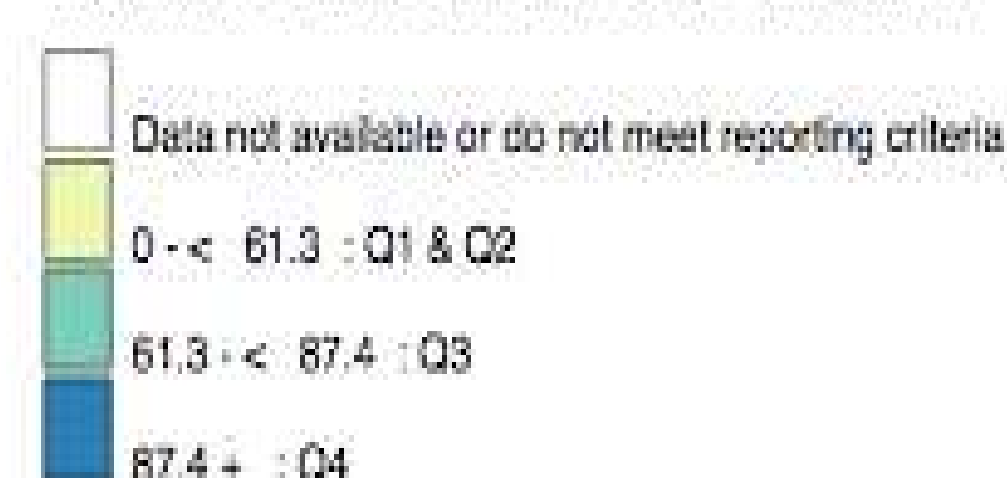 Data not available or do not meet reporting criteria
0 - < 61.3 : Q1 & Q2
61.3 - < 87.4 : Q3
87.4 + : Q4